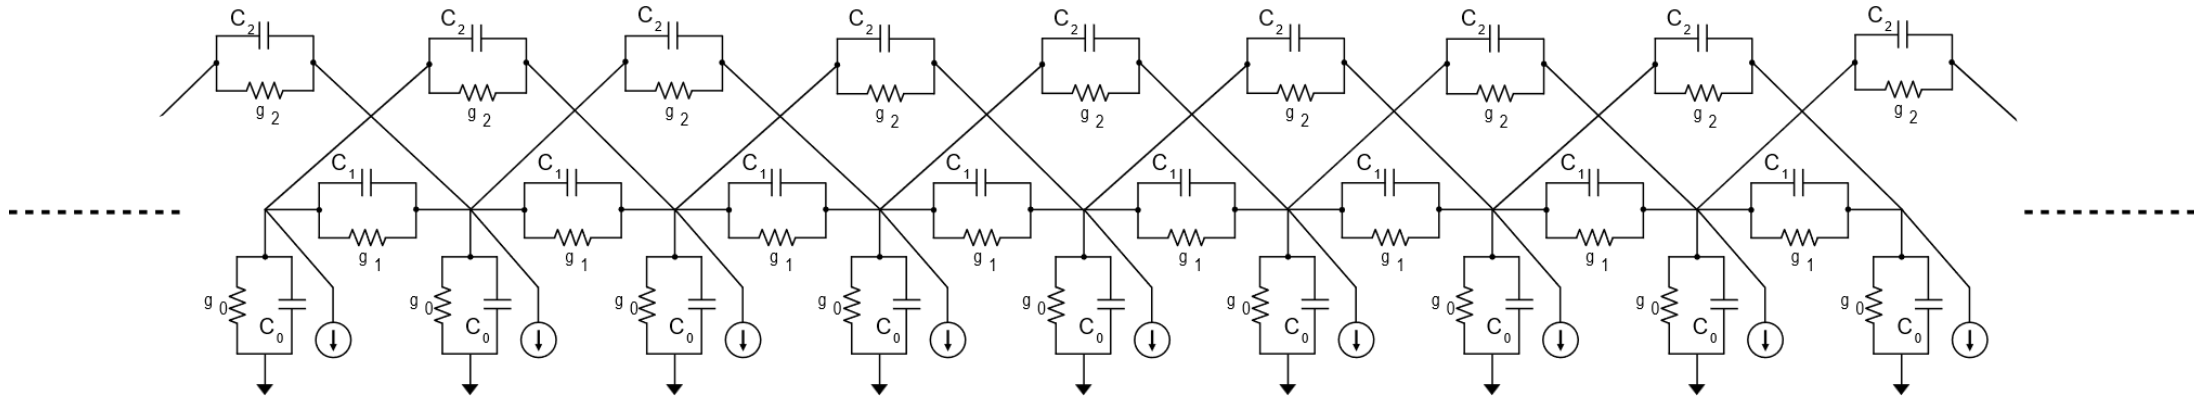 C2 C2 C2 C2 C2 C2 C2 C2 C2
g2 g2 g2 g2 g2 g2 g2 g2 g2
C1 C1 C1 C1 C1 C1 C1 C1
g1 g1 g1 g1 g1 g1 g1 g1
g0 g0 g0 g0 g0 g0 g0 g0 g0
C0 C0 C0 C0 C0 C0 C0 C0 C0